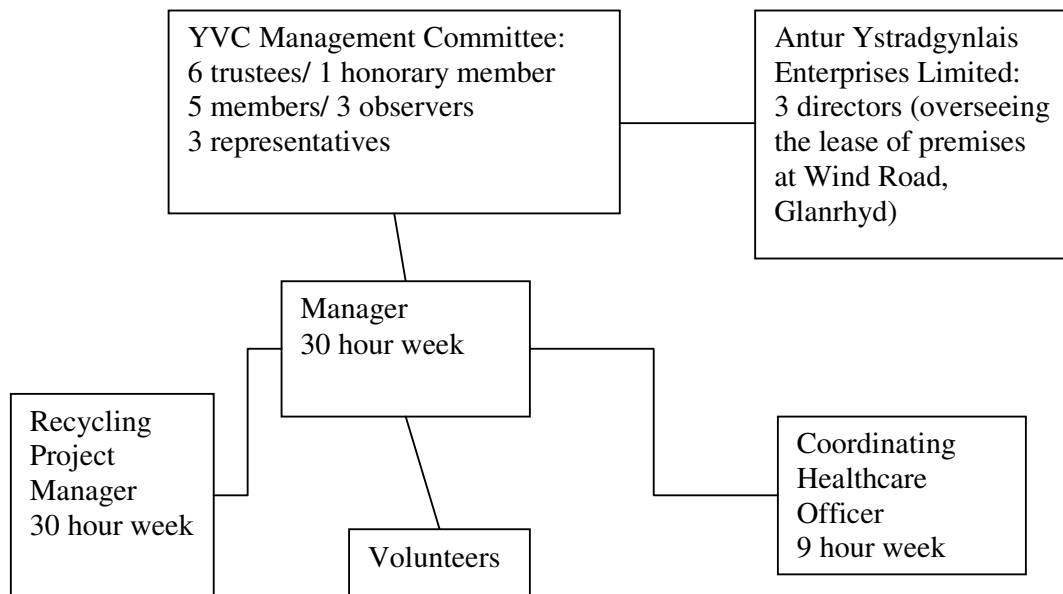 YVC Management Committee:
6 trustees/ 1 honorary member
5 members/ 3 observers
3 representatives
Antur Ystradgynlais
Enterprises Limited:
3 directors (overseeing
the lease of premises
at Wind Road,
Glanrhyd)
Manager
30 hour week
Recycling
Project
Manager
30 hour week
Volunteers
Coordinating
Healthcare
Officer
9 hour week